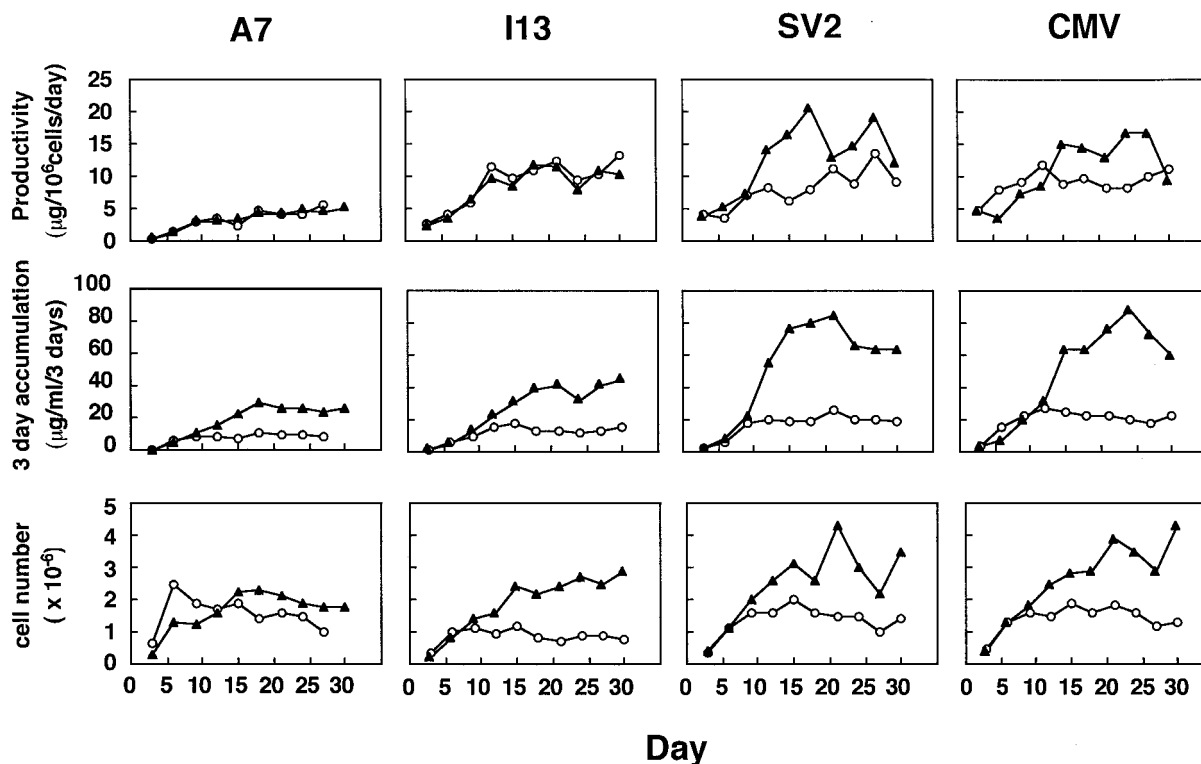 A7 I13 SV2 CMV
Productivity
(μg/10⁶cells/day)
25
20
15
10
5
0
3 day accumulation
(μg/ml/3 days)
100
80
60
40
20
0
cell number
( x 10⁻⁶)
5
4
3
2
1
0
0 5 10 15 20 25 30 0 5 10 15 20 25 30 0 5 10 15 20 25 30 0 5 10 15 20 25 30
Day